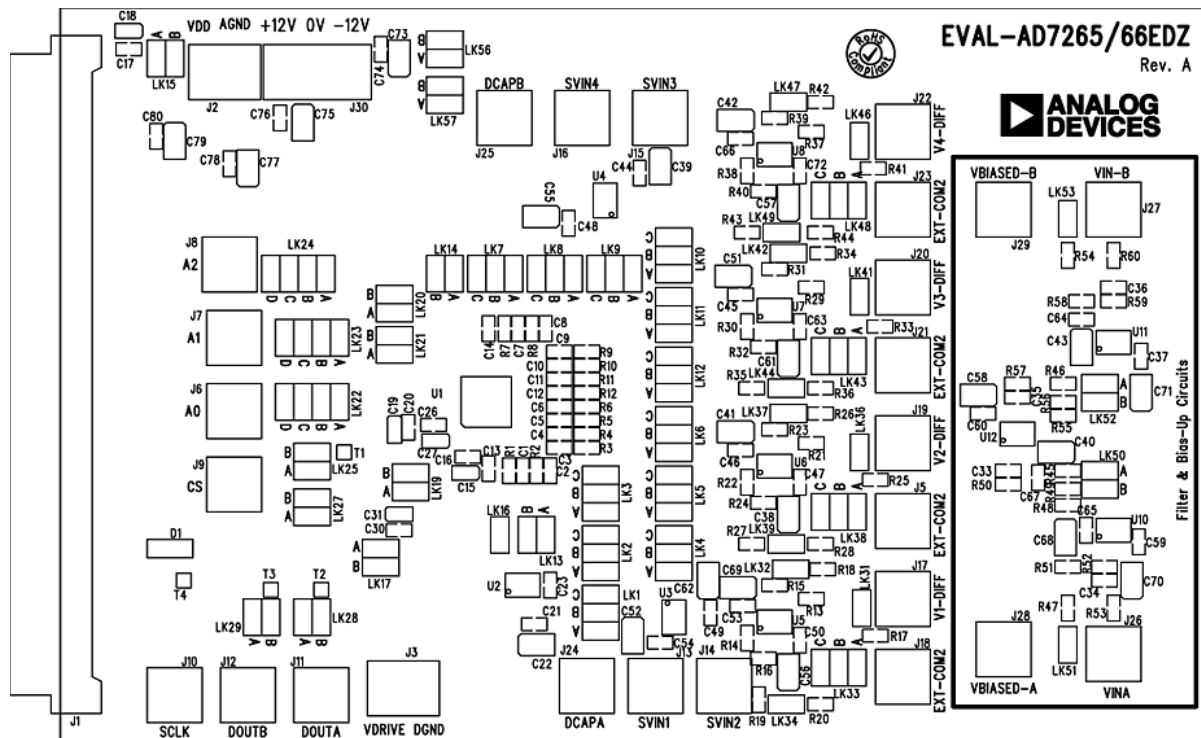 EVAL-AD7265/66EDZ
Rev. A
RoHS Compliant
ANALOG DEVICES
C18
C17
B
A
LK15
VDD AGND +12V 0V -12V
J2
J30
C74
C73
B
A
LK56
B
A
LK57
C76
C75
C80
C79
C78
C77
DCAPB
J25
SVIN4
J16
SVIN3
J15
C44
C39
U4
C55
C48
LK47
R42
C42
R39
R37
C66
U8
R38
C72
R40
C57
LK46
J22
V4-DIFF
R41
J23
EXT-COM2
C
B
A
LK48
R43
LK49
R44
LK42
R34
C51
R31
R29
C45
U7
R30
C63
R32
C61
LK41
J20
V3-DIFF
R33
J21
EXT-COM2
C
B
A
LK43
R35
LK44
R36
LK37
R26
C41
R23
R21
C46
U6
R22
C47
R24
C38
LK36
J19
V2-DIFF
R25
J5
EXT-COM2
C
B
A
LK38
R27
LK39
R28
LK32
R18
C69
C62
R15
R13
C53
C49
U5
R14
C50
R16
C56
LK31
J17
V1-DIFF
R17
J18
EXT-COM2
C
B
A
LK33
R19
LK34
R20
J8
A2
LK24
D
C
B
A
J7
A1
LK23
D
C
B
A
J6
A0
LK22
D
C
B
A
J9
CS
B
A
LK20
B
A
LK21
LK14
B
A
LK7
C
B
A
LK8
C
B
A
LK9
C
B
A
C
B
A
LK10
C
B
A
LK11
C
B
A
LK12
C
B
A
LK6
C
B
A
LK5
C
B
A
LK4
C
B
A
LK3
C
B
A
LK2
C
B
A
LK1
C14
R7
C7
R8
C8
C9
R9
C10
R10
C11
R11
C12
R12
C6
R6
C5
R5
C4
R4
C3
R3
R1
C1
R2
C2
U1
C19
C20
C26
C27
C16
C13
C15
B
A
LK25
T1
B
A
LK27
B
A
LK19
C31
C30
A
B
LK17
LK16
B
A
LK13
U2
C23
C21
C22
C52
U3
C54
D1
T4
T3
LK29
A
B
T2
LK28
A
B
J1
J10
SCLK
J12
DOUTB
J11
DOUTA
J3
VDRIVE DGND
J24
DCAPA
J13
SVIN1
J14
SVIN2
VBIASED-B
J29
LK53
VIN-B
J27
R54
R60
C36
R58
R59
C64
C43
U11
C37
C58
R57
C35
R46
R56
A
B
LK52
C71
C60
R55
U12
C40
C33
R50
C67
R45
R49
R48
LK50
A
B
C65
C68
U10
C59
R51
R52
C34
C70
R47
R53
J28
VBIASED-A
LK51
J26
VINA
Filter & Bias-Up Circuits